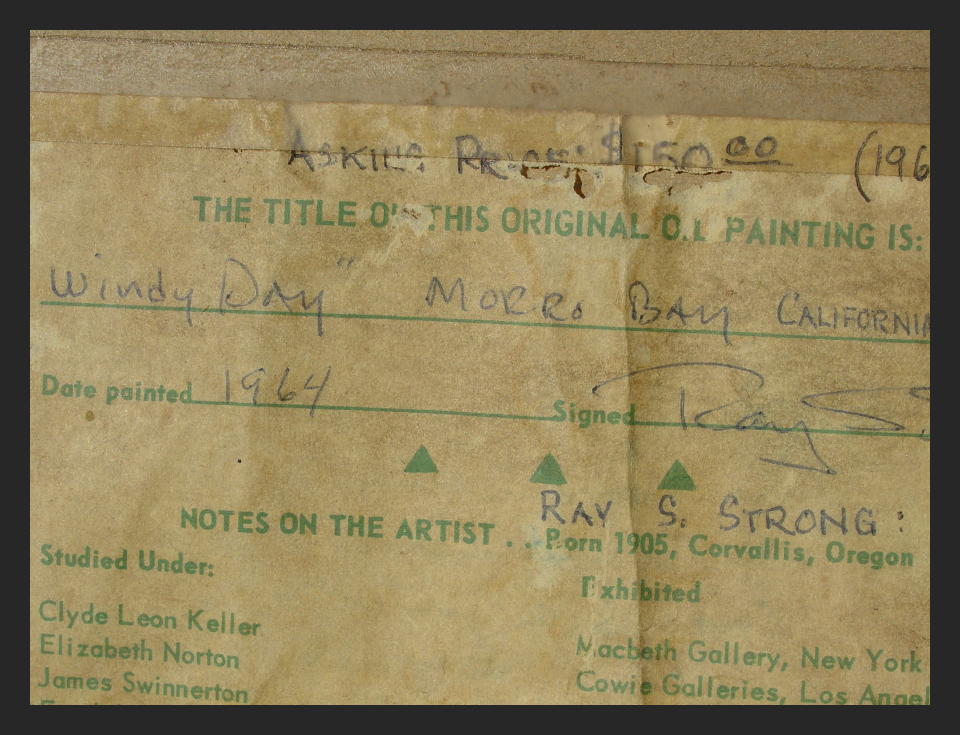 Asking Price: $150.00 (196
THE TITLE OF THIS ORIGINAL OIL PAINTING IS:
Windy Day" MORRO BAY CALIFORNIA
Date painted 1964 Signed Ray S.
RAY S. STRONG:
NOTES ON THE ARTIST . . Born 1905, Corvallis, Oregon
Studied Under:
Exhibited
Clyde Leon Keller
Elizabeth Norton
James Swinnerton
Macbeth Gallery, New York
Cowie Galleries, Los Angel